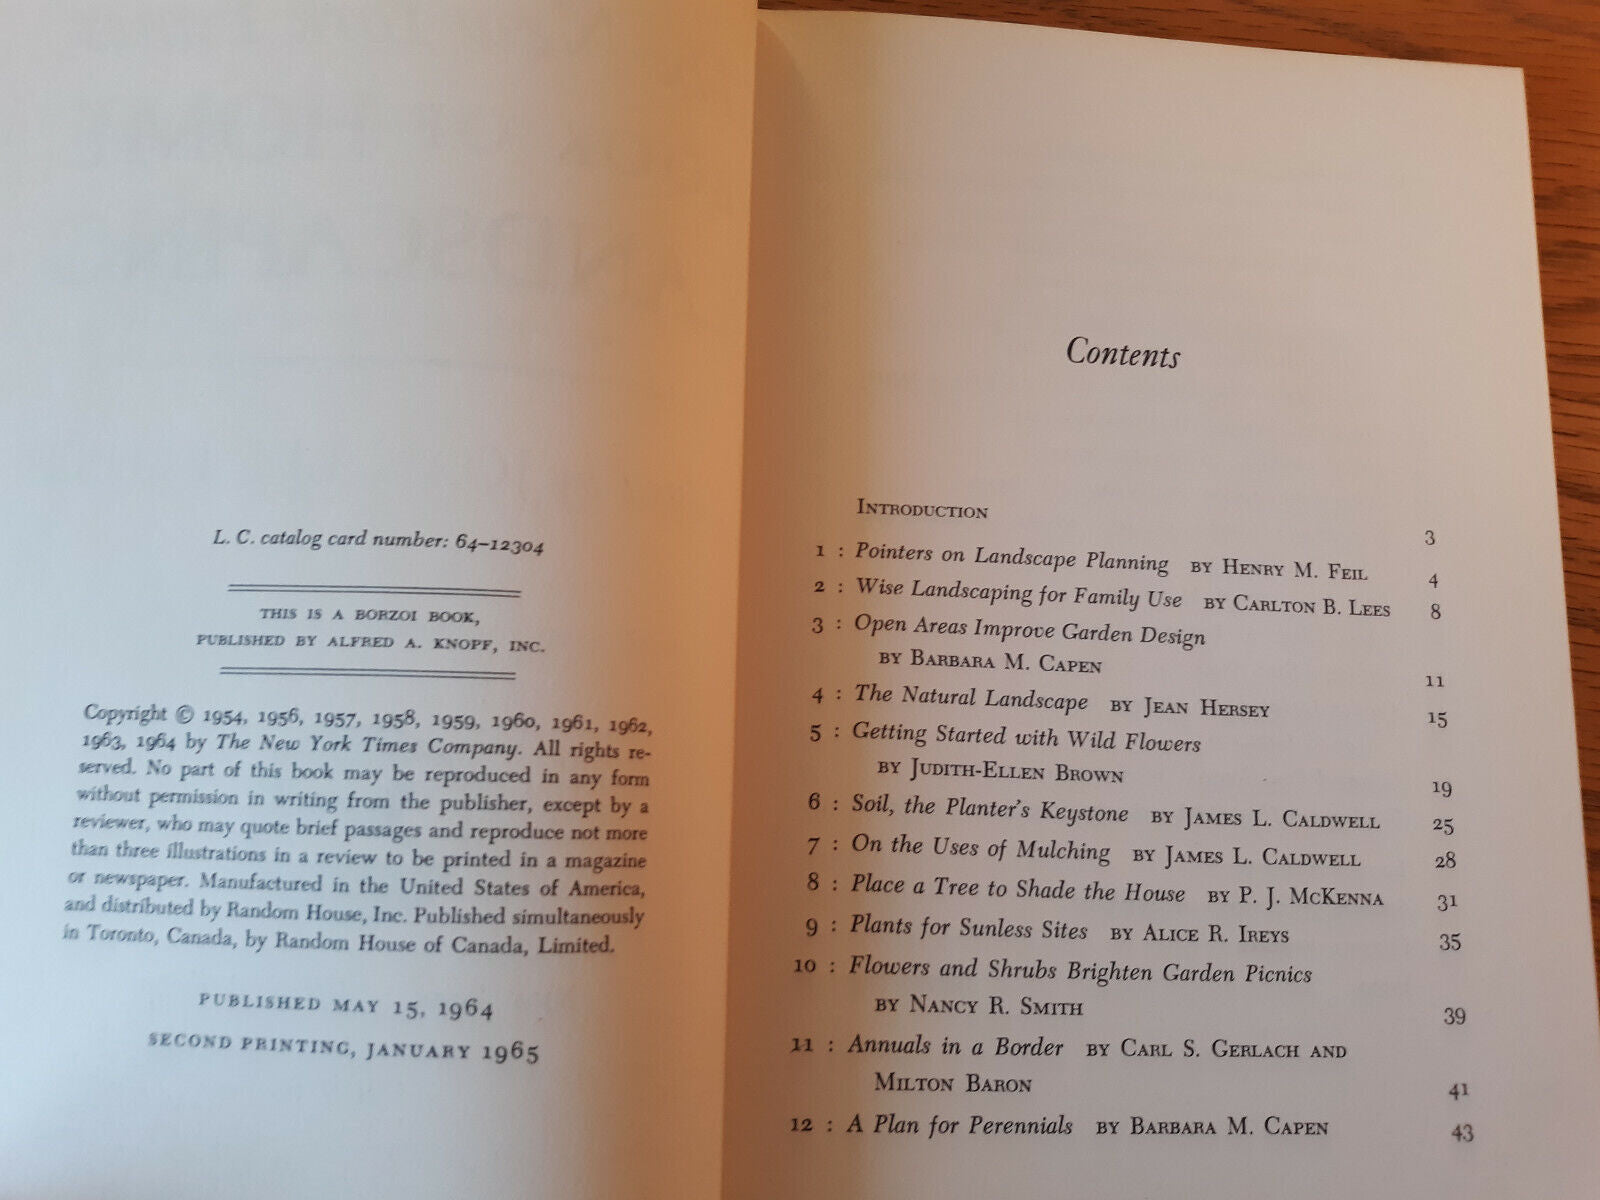 L. C. catalog card number: 64–12304
THIS IS A BORZOI BOOK,
PUBLISHED BY ALFRED A. KNOPF, INC.
Copyright © 1954, 1956, 1957, 1958, 1959, 1960, 1961, 1962,
1963, 1964 by The New York Times Company. All rights re-
served. No part of this book may be reproduced in any form
without permission in writing from the publisher, except by a
reviewer, who may quote brief passages and reproduce not more
than three illustrations in a review to be printed in a magazine
or newspaper. Manufactured in the United States of America,
and distributed by Random House, Inc. Published simultaneously
in Toronto, Canada, by Random House of Canada, Limited.
PUBLISHED MAY 15, 1964
SECOND PRINTING, JANUARY 1965
Contents
INTRODUCTION 3
1 : Pointers on Landscape Planning BY HENRY M. FEIL 4
2 : Wise Landscaping for Family Use BY CARLTON B. LEES 8
3 : Open Areas Improve Garden Design
BY BARBARA M. CAPEN 11
4 : The Natural Landscape BY JEAN HERSEY 15
5 : Getting Started with Wild Flowers
BY JUDITH-ELLEN BROWN 19
6 : Soil, the Planter's Keystone BY JAMES L. CALDWELL 25
7 : On the Uses of Mulching BY JAMES L. CALDWELL 28
8 : Place a Tree to Shade the House BY P. J. MCKENNA 31
9 : Plants for Sunless Sites BY ALICE R. IREYS 35
10 : Flowers and Shrubs Brighten Garden Picnics
BY NANCY R. SMITH 39
11 : Annuals in a Border BY CARL S. GERLACH AND
MILTON BARON 41
12 : A Plan for Perennials BY BARBARA M. CAPEN 43